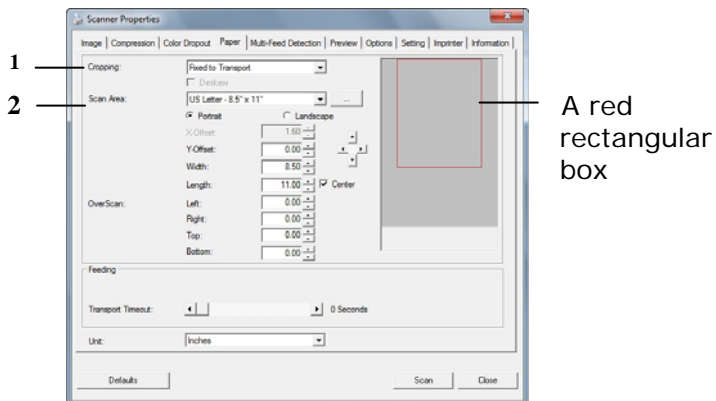 Scanner Properties
Image Compression Color Dropout Paper Multi-Feed Detection Preview Options Setting Imprinter Information
1
Cropping: Fixed to Transport
Deskew
2
Scan Area: US Letter - 8.5" x 11" ...
Portrait Landscape
X-Offset: 1.60
Y-Offset: 0.00
Width: 8.50
Length: 11.00 Center
OverScan: Left: 0.00
Right: 0.00
Top: 0.00
Bottom: 0.00
Feeding
Transport Timeout: 0 Seconds
Unit: Inches
Defaults Scan Close
A red
rectangular
box